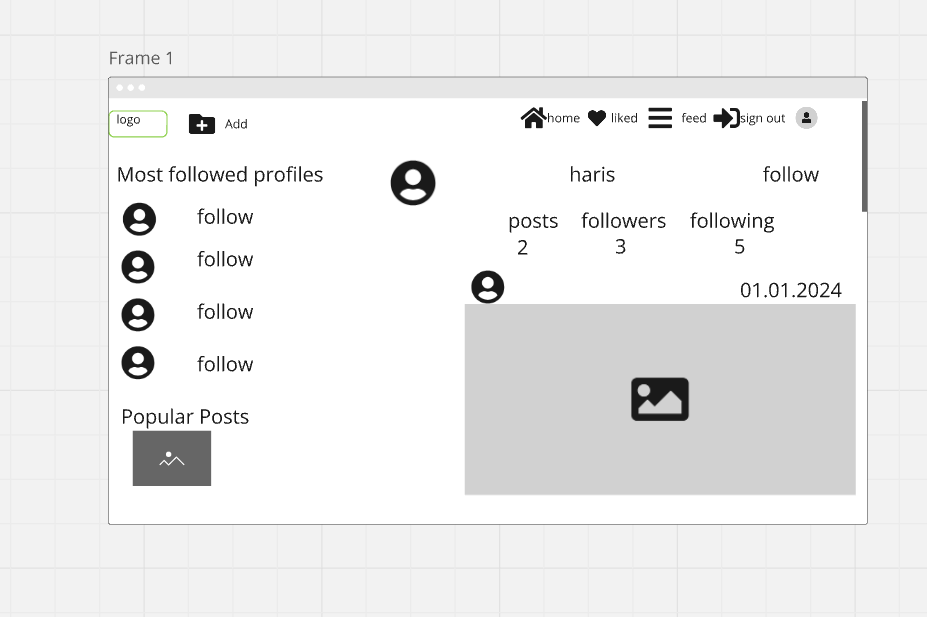 Frame 1
logo
Add
home liked feed sign out
Most followed profiles
follow
follow
follow
follow
Popular Posts
haris follow
posts followers following
2 3 5
01.01.2024